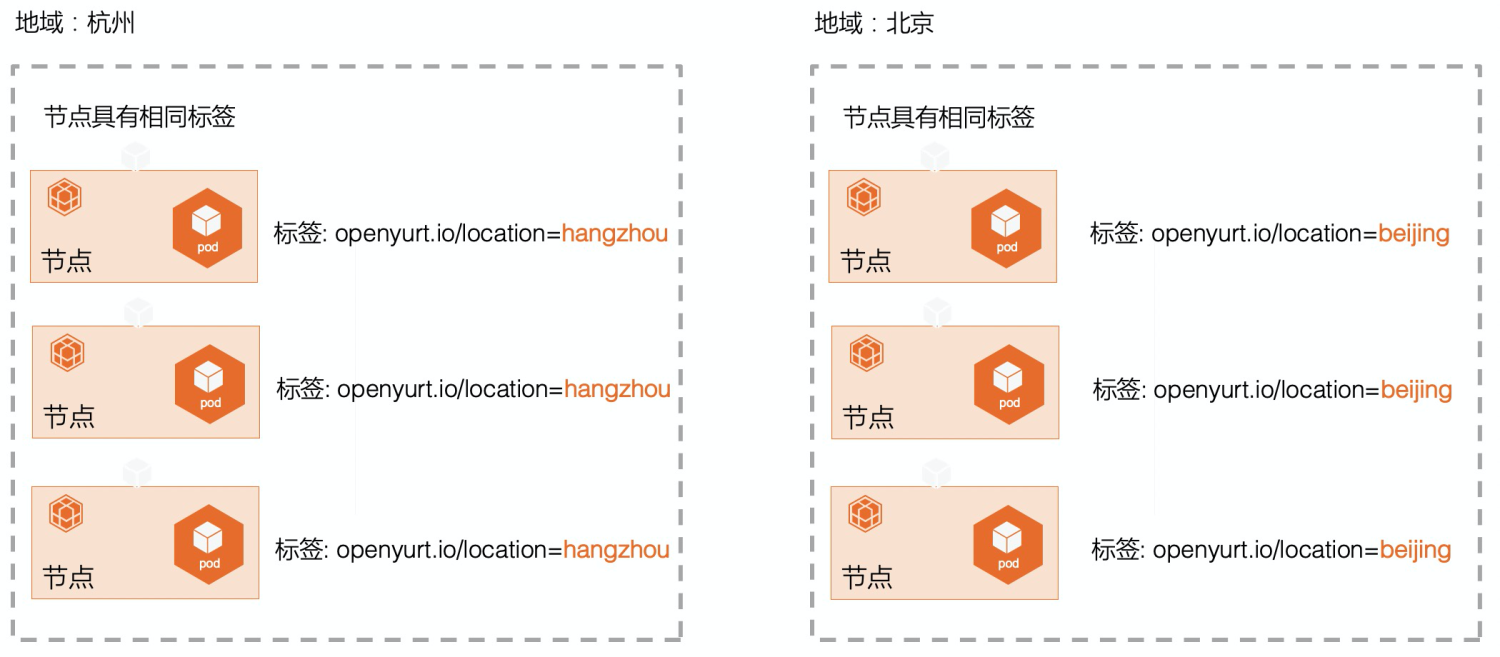 地域：杭州
节点具有相同标签
pod
节点
标签: openyurt.io/location=hangzhou
pod
节点
标签: openyurt.io/location=hangzhou
pod
节点
标签: openyurt.io/location=hangzhou
地域：北京
节点具有相同标签
pod
节点
标签: openyurt.io/location=beijing
pod
节点
标签: openyurt.io/location=beijing
pod
节点
标签: openyurt.io/location=beijing